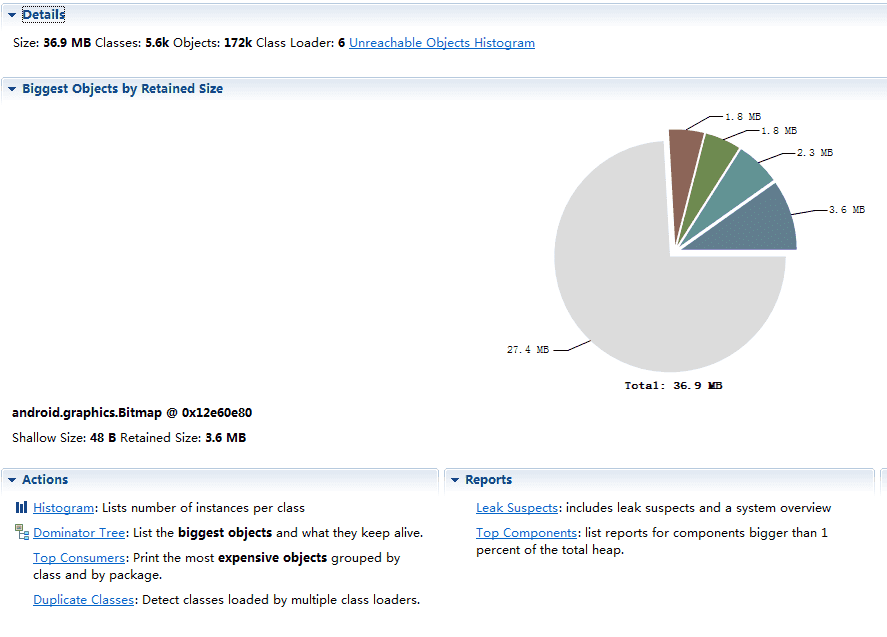 Details
Size: 36.9 MB Classes: 5.6k Objects: 172k Class Loader: 6 Unreachable Objects Histogram
Biggest Objects by Retained Size
1.8 MB
1.8 MB
2.3 MB
3.6 MB
27.4 MB
Total: 36.9 MB
android.graphics.Bitmap @ 0x12e60e80
Shallow Size: 48 B Retained Size: 3.6 MB
Actions
Histogram: Lists number of instances per class
Dominator Tree: List the biggest objects and what they keep alive.
Top Consumers: Print the most expensive objects grouped by
class and by package.
Duplicate Classes: Detect classes loaded by multiple class loaders.
Reports
Leak Suspects: includes leak suspects and a system overview
Top Components: list reports for components bigger than 1
percent of the total heap.